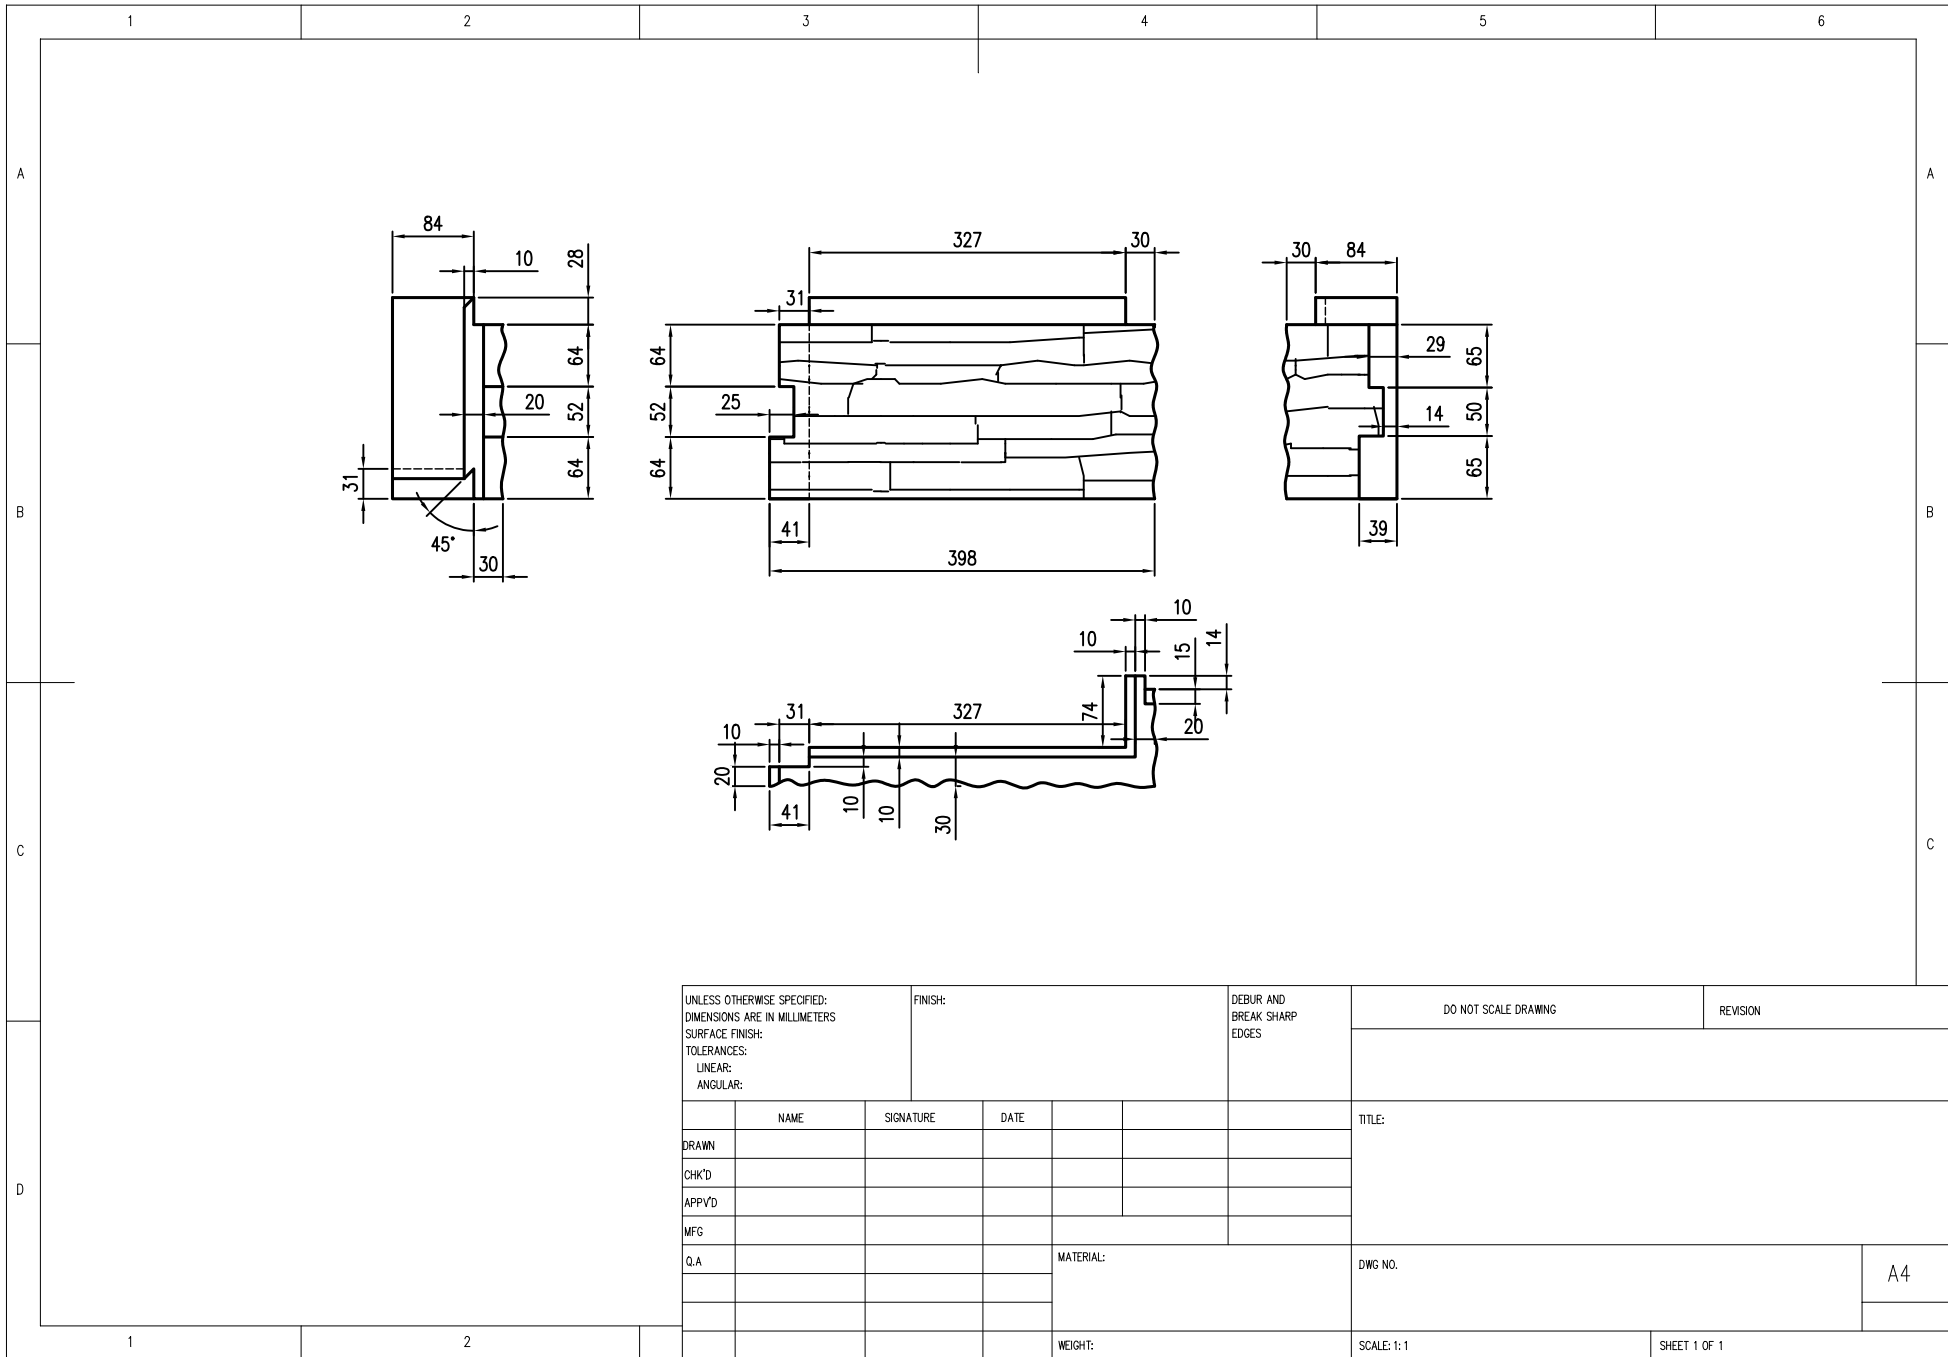 1 2 3 4 5 6
A A
84
10
28
327
30
30 84
31
64
64
65
29
20
52
25
52
50
14
64
64
65
31
45°
30
41
398
39
B B
10
10
14
15
74
31
327
20
10
20
41
10
10
30
C C
D
1 2
UNLESS OTHERWISE SPECIFIED:
DIMENSIONS ARE IN MILLIMETERS
SURFACE FINISH:
TOLERANCES:
LINEAR:
ANGULAR:
FINISH:
DEBUR AND
BREAK SHARP
EDGES
DO NOT SCALE DRAWING
REVISION
NAME SIGNATURE DATE
DRAWN
CHK'D
APPV'D
MFG
Q.A
TITLE:
MATERIAL:
DWG NO.
A4
WEIGHT:
SCALE: 1: 1
SHEET 1 OF 1